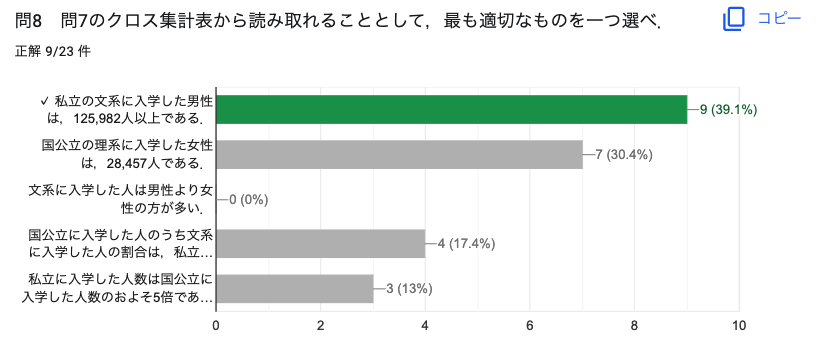 問8　問7のクロス集計表から読み取れることとして，最も適切なものを一つ選べ．
コピー
正解 9/23 件
✓ 私立の文系に入学した男性
は，125,982人以上である．
9 (39.1%)
国公立の理系に入学した女性
は，28,457人である．
7 (30.4%)
文系に入学した人は男性より女
性の方が多い．
0 (0%)
国公立に入学した人のうち文系
に入学した人の割合は，私立…
4 (17.4%)
私立に入学した人数は国公立に
入学した人数のおよそ5倍であ…
3 (13%)
0 2 4 6 8 10